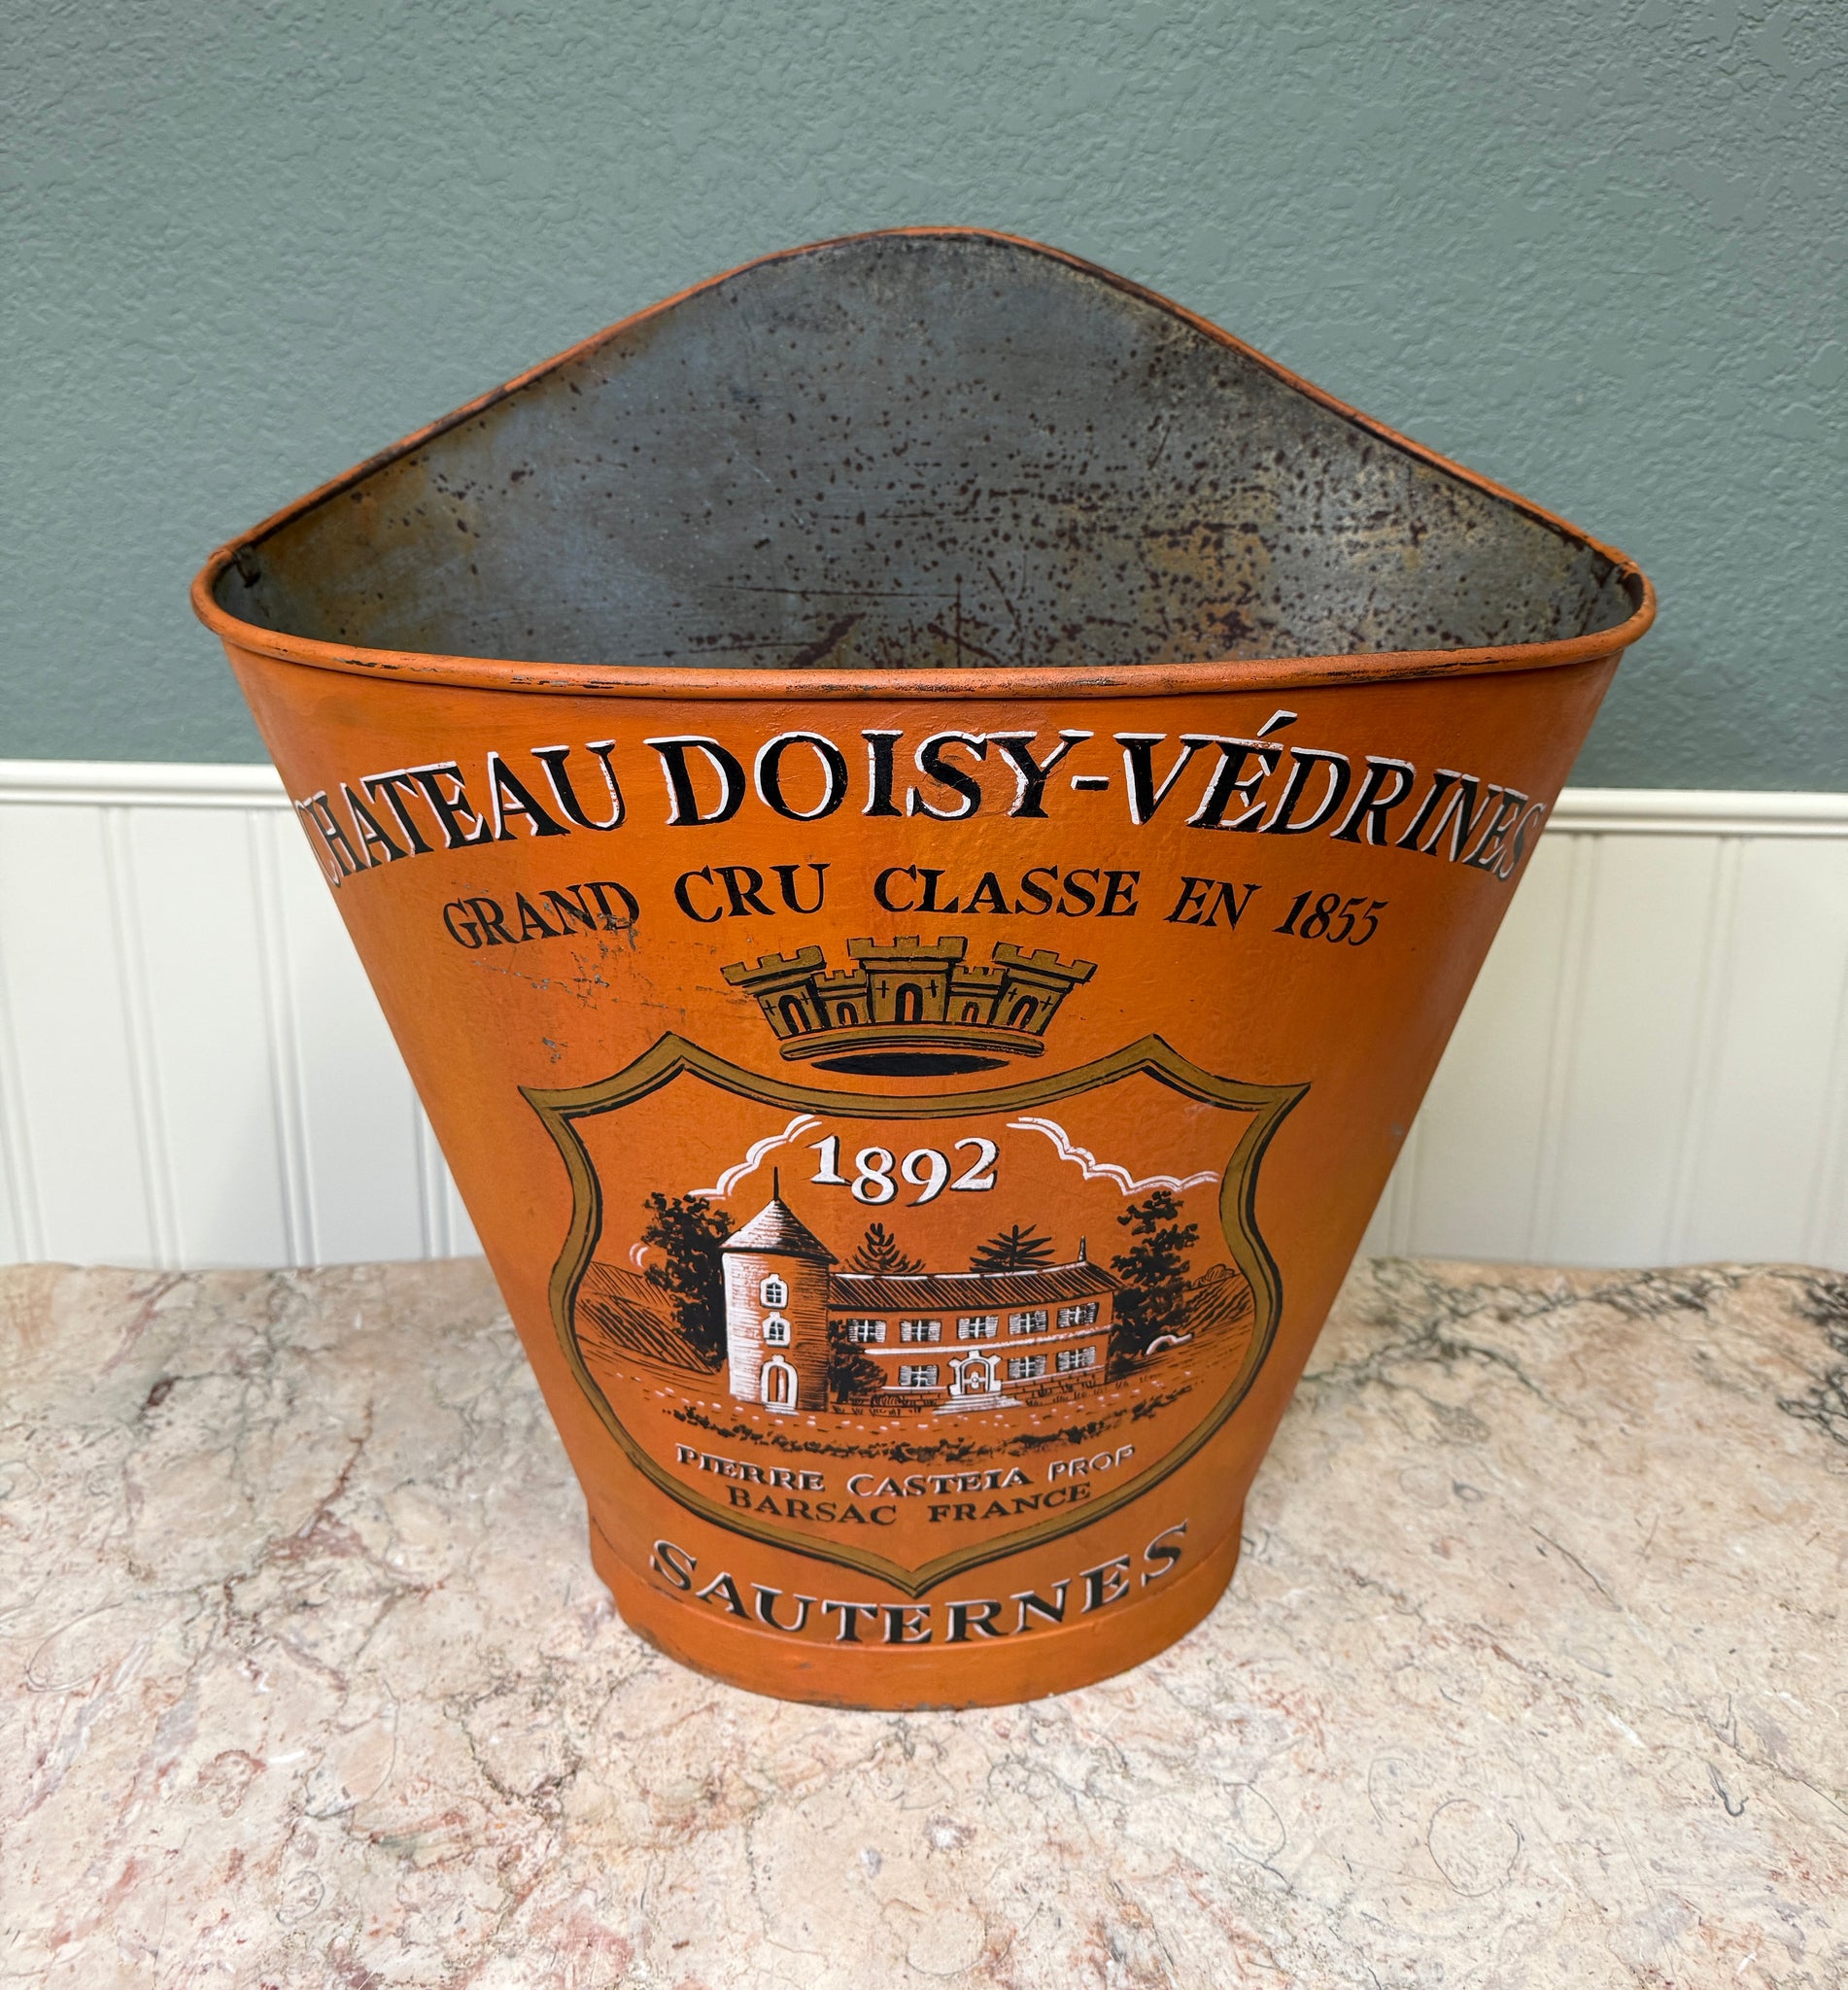 CHATEAU DOISY-VÉDRINES
GRAND CRU CLASSE EN 1855
1892
PIERRE CASTEIA PROP
BARSAC FRANCE
SAUTERNES